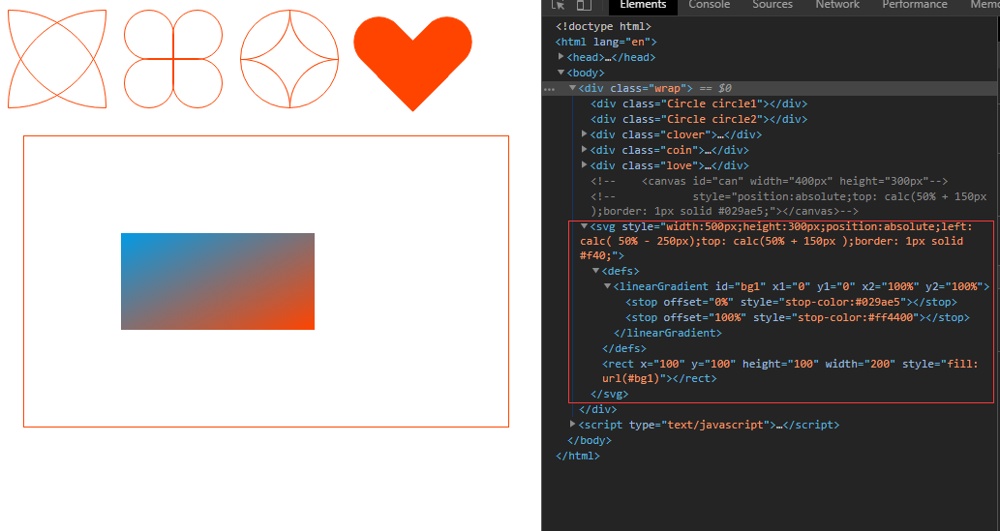 Elements Console Sources Network Performance Memo
<!doctype html>
<html lang="en">
<head>…</head>
<body>
… <div class="wrap"> == $0
<div class="Circle circle1"></div>
<div class="Circle circle2"></div>
<div class="clover">…</div>
<div class="coin">…</div>
<div class="love">…</div>
<!-- <canvas id="can" width="400px" height="300px"-->
<!-- style="position:absolute;top: calc(50% + 150px
);border: 1px solid #029ae5;"></canvas>-->
<svg style="width:500px;height:300px;position:absolute;left:
calc( 50% - 250px);top: calc(50% + 150px );border: 1px solid
#f40;">
<defs>
<linearGradient id="bg1" x1="0" y1="0" x2="100%" y2="100%">
<stop offset="0%" style="stop-color:#029ae5"></stop>
<stop offset="100%" style="stop-color:#ff4400"></stop>
</linearGradient>
</defs>
<rect x="100" y="100" height="100" width="200" style="fill:
url(#bg1)"></rect>
</svg>
</div>
<script type="text/javascript">…</script>
</body>
</html>